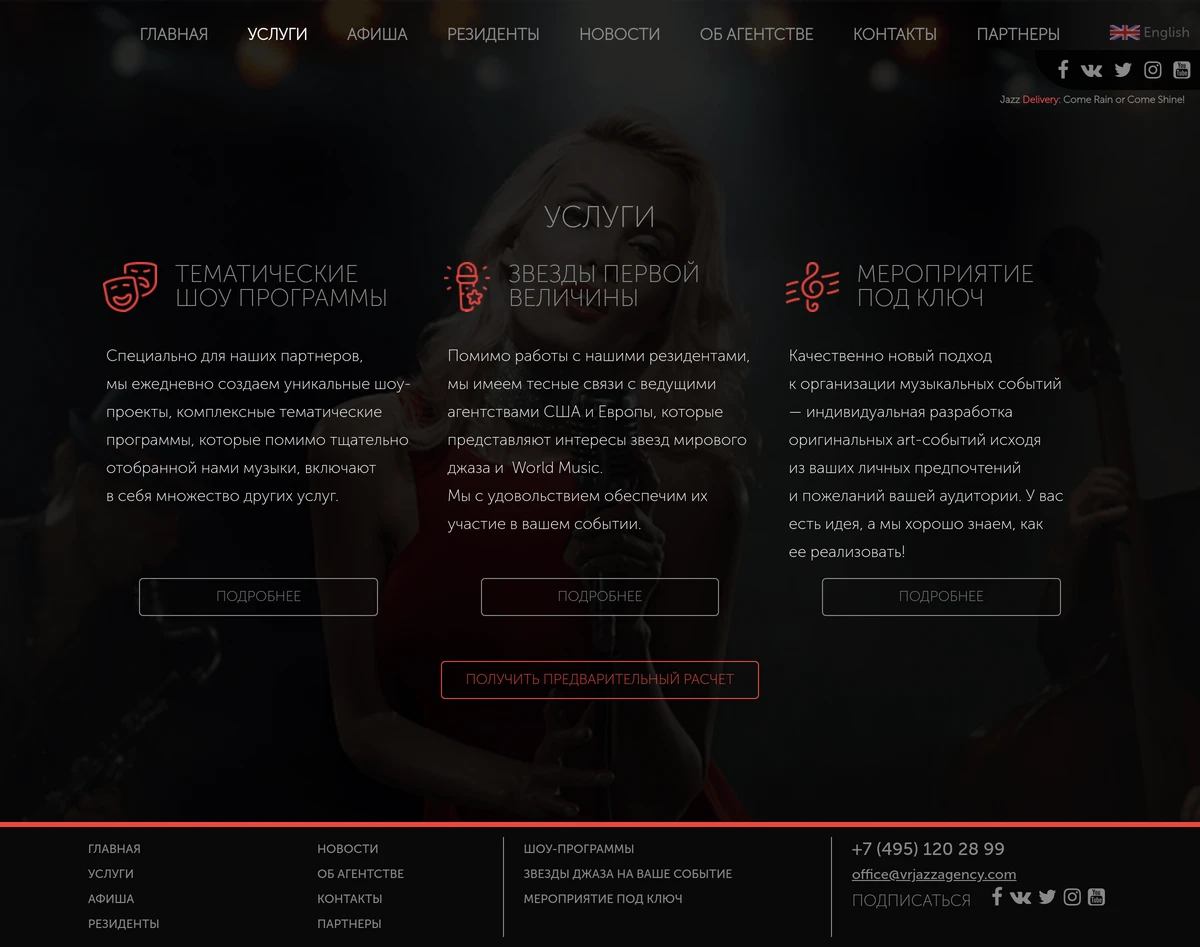 ГЛАВНАЯ УСЛУГИ АФИША РЕЗИДЕНТЫ НОВОСТИ ОБ АГЕНТСТВЕ КОНТАКТЫ ПАРТНЕРЫ English
You Tube
Jazz Delivery: Come Rain or Come Shine!
УСЛУГИ
ТЕМАТИЧЕСКИЕ
ШОУ ПРОГРАММЫ
Специально для наших партнеров,
мы ежедневно создаем уникальные шоу-
проекты, комплексные тематические
программы, которые помимо тщательно
отобранной нами музыки, включают
в себя множество других услуг.
ПОДРОБНЕЕ
ЗВЕЗДЫ ПЕРВОЙ
ВЕЛИЧИНЫ
Помимо работы с нашими резидентами,
мы имеем тесные связи с ведущими
агентствами США и Европы, которые
представляют интересы звезд мирового
джаза и World Music.
Мы с удовольствием обеспечим их
участие в вашем событии.
ПОДРОБНЕЕ
МЕРОПРИЯТИЕ
ПОД КЛЮЧ
Качественно новый подход
к организации музыкальных событий
— индивидуальная разработка
оригинальных art-событий исходя
из ваших личных предпочтений
и пожеланий вашей аудитории. У вас
есть идея, а мы хорошо знаем, как
ее реализовать!
ПОДРОБНЕЕ
ПОЛУЧИТЬ ПРЕДВАРИТЕЛЬНЫЙ РАСЧЕТ
ГЛАВНАЯ
УСЛУГИ
АФИША
РЕЗИДЕНТЫ
НОВОСТИ
ОБ АГЕНТСТВЕ
КОНТАКТЫ
ПАРТНЕРЫ
ШОУ-ПРОГРАММЫ
ЗВЕЗДЫ ДЖАЗА НА ВАШЕ СОБЫТИЕ
МЕРОПРИЯТИЕ ПОД КЛЮЧ
+7 (495) 120 28 99
office@vrjazzagency.com
ПОДПИСАТЬСЯ
You Tube